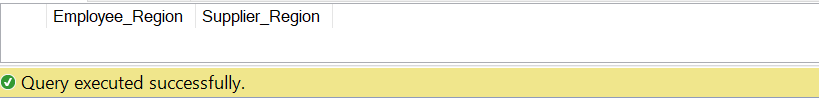 Employee_Region Supplier_Region
Query executed successfully.